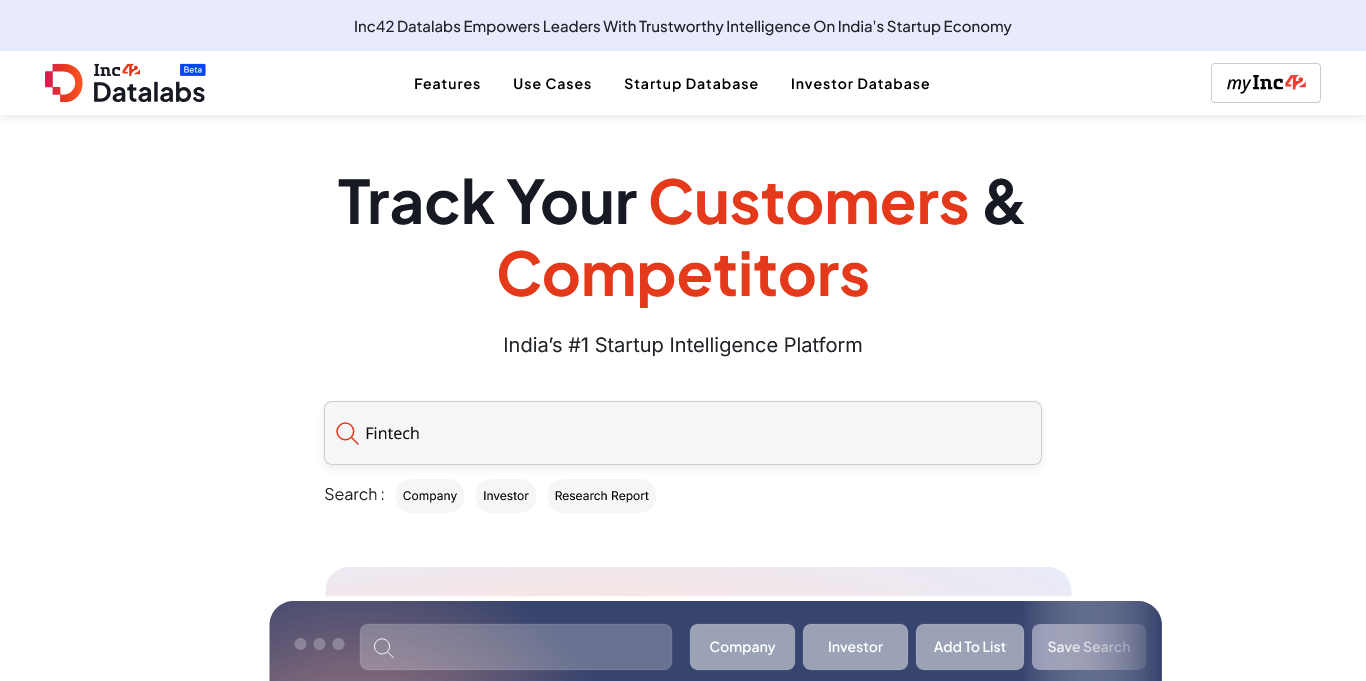 Inc42 Datalabs Empowers Leaders With Trustworthy Intelligence On India's Startup Economy
Inc42 Beta
Datalabs
Features Use Cases Startup Database Investor Database
myInc42
Track Your Customers &
Competitors
India’s #1 Startup Intelligence Platform
Fintech
Search : Company Investor Research Report
Company Investor Add To List Save Search